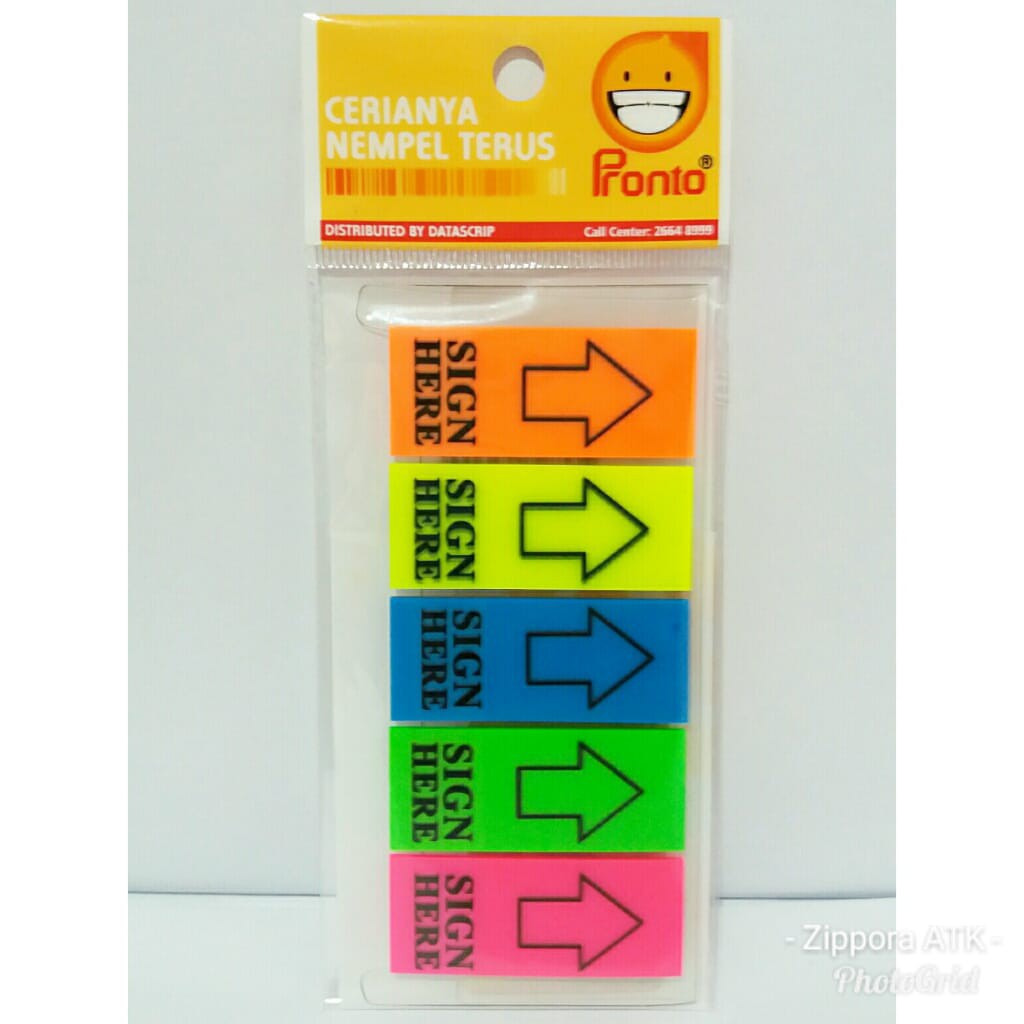 CERIANYA
NEMPEL TERUS
Pronto®
DISTRIBUTED BY DATASCRIP
Call Center: 2664 8999
SIGN
HERE
SIGN
HERE
SIGN
HERE
SIGN
HERE
SIGN
HERE
- Zippora ATK -
PhotoGrid